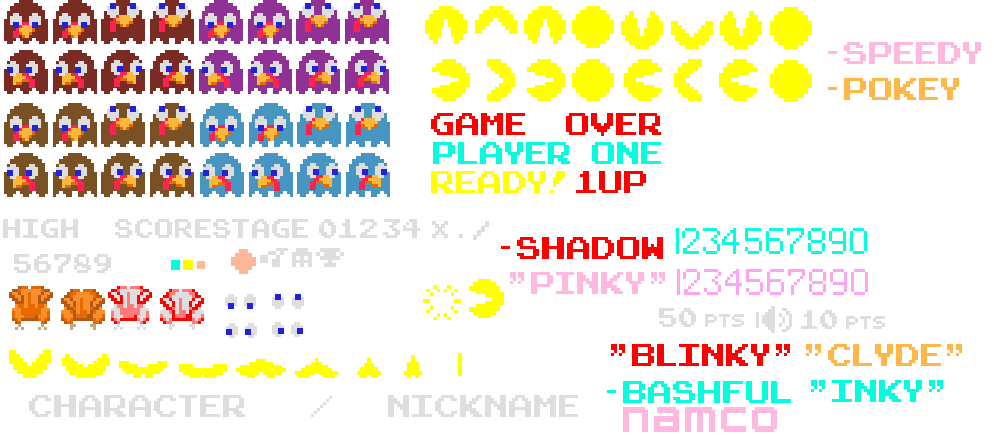 -SPEEDY
-POKEY
GAME OVER
PLAYER ONE
READY! 1UP
HIGH SCORESTAGE 01234 X . /
56789
-SHADOW 1234567890
"PINKY" 1234567890
50 PTS 10 PTS
"BLINKY" "CLYDE"
-BASHFUL "INKY"
CHARACTER / NICKNAME
namco